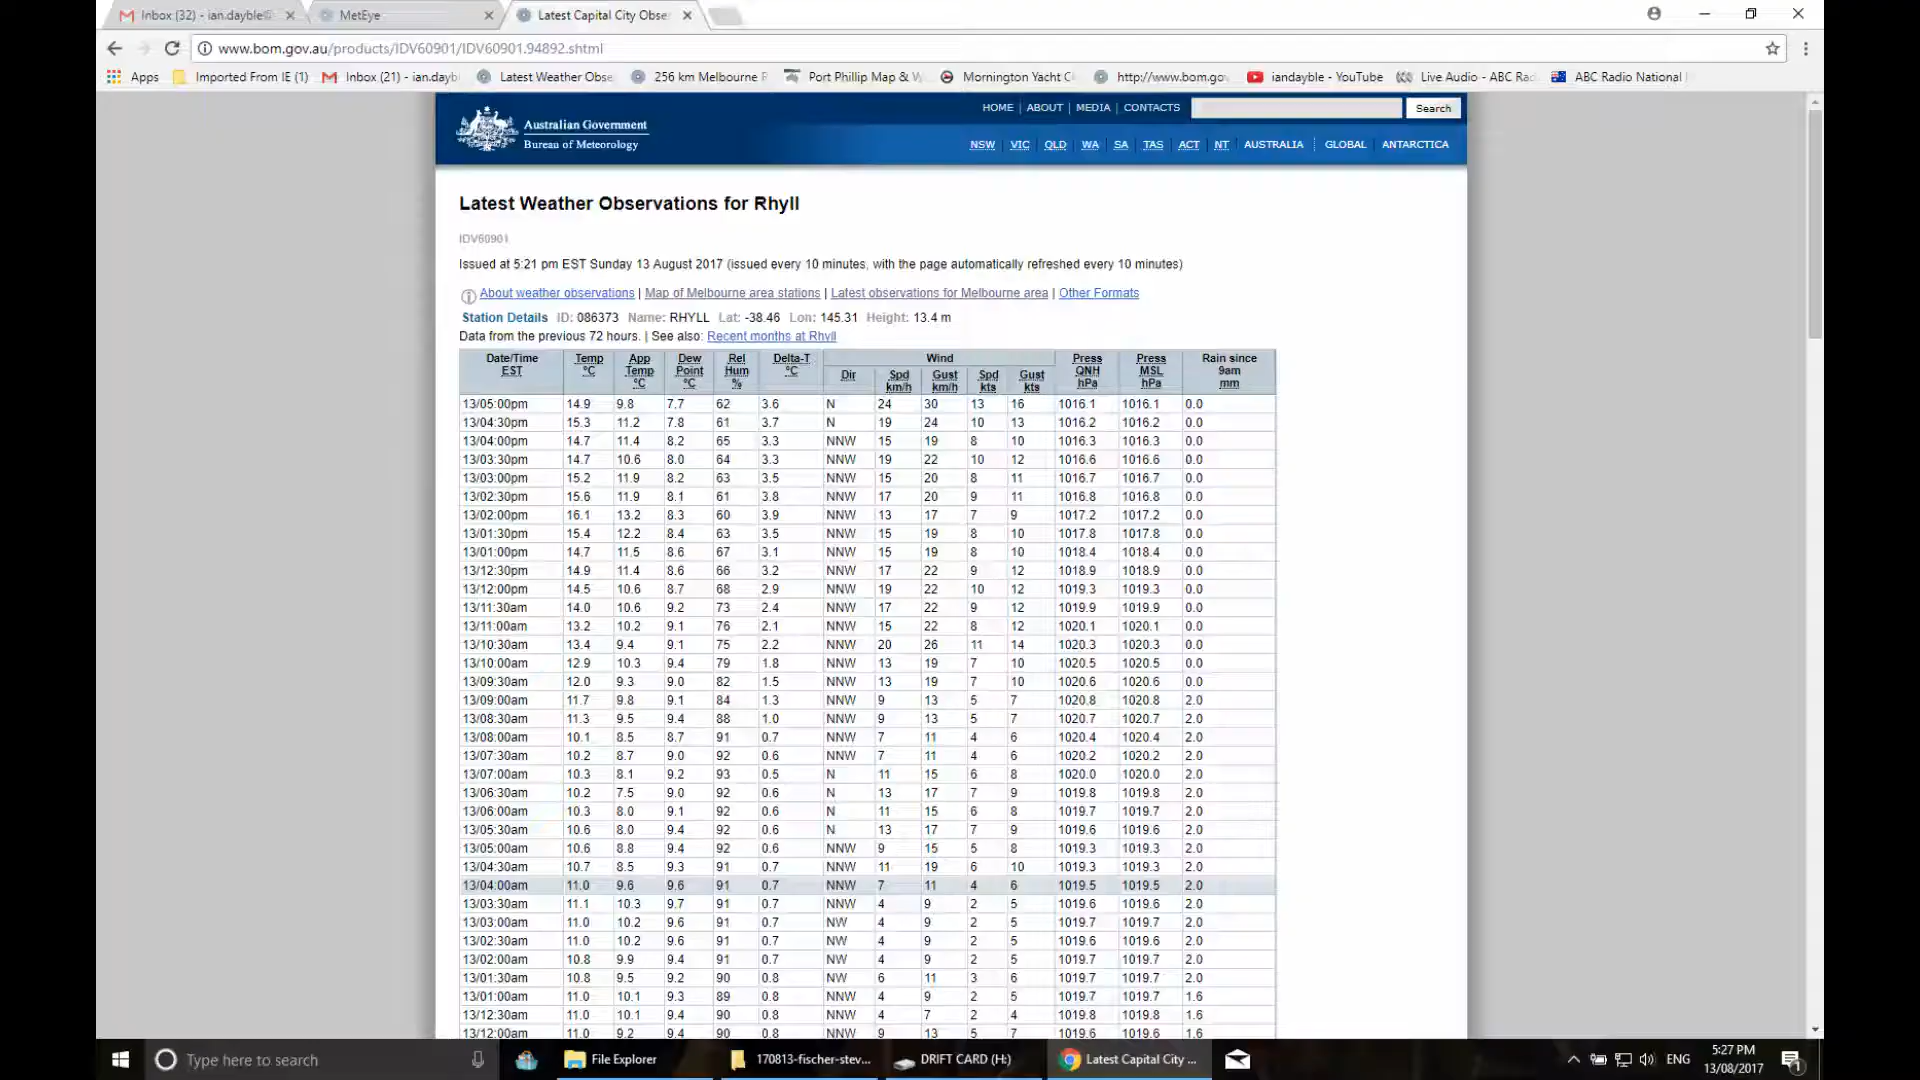 Inbox (32) - ian.dayble
MetEye
Latest Capital City Obse
www.bom.gov.au/products/IDV60901/IDV60901.94892.shtml
Apps Imported From IE (1) Inbox (21) - ian.dayb Latest Weather Obse 256 km Melbourne Port Phillip Map & Mornington Yacht C http://www.bom.go iandayble - YouTube Live Audio - ABC Ra ABC Radio National
HOME | ABOUT | MEDIA | CONTACTS Search
Australian Government
Bureau of Meteorology
NSW VIC QLD WA SA TAS ACT NT AUSTRALIA GLOBAL ANTARCTICA
Latest Weather Observations for Rhyll
IDV60901
Issued at 5:21 pm EST Sunday 13 August 2017 (issued every 10 minutes, with the page automatically refreshed every 10 minutes)
About weather observations | Map of Melbourne area stations | Latest observations for Melbourne area | Other Formats
Station Details ID: 086373 Name: RHYLL Lat: -38.46 Lon: 145.31 Height: 13.4 m
Data from the previous 72 hours. | See also: Recent months at Rhyll
Date/Time EST Temp °C App Temp °C Dew Point °C Rel Hum % Delta-T °C Wind Dir Spd km/h Gust km/h Spd kts Gust kts Press QNH hPa Press MSL hPa Rain since 9am mm
13/05:00pm 14.9 9.8 7.7 62 3.6 N 24 30 13 16 1016.1 1016.1 0.0
13/04:30pm 15.3 11.2 7.8 61 3.7 N 19 24 10 13 1016.2 1016.2 0.0
13/04:00pm 14.7 11.4 8.2 65 3.3 NNW 15 19 8 10 1016.3 1016.3 0.0
13/03:30pm 14.7 10.6 8.0 64 3.3 NNW 19 22 10 12 1016.6 1016.6 0.0
13/03:00pm 15.2 11.9 8.2 63 3.5 NNW 15 20 8 11 1016.7 1016.7 0.0
13/02:30pm 15.6 11.9 8.1 61 3.8 NNW 17 20 9 11 1016.8 1016.8 0.0
13/02:00pm 16.1 13.2 8.3 60 3.9 NNW 13 17 7 9 1017.2 1017.2 0.0
13/01:30pm 15.4 12.2 8.4 63 3.5 NNW 15 19 8 10 1017.8 1017.8 0.0
13/01:00pm 14.7 11.5 8.6 67 3.1 NNW 15 19 8 10 1018.4 1018.4 0.0
13/12:30pm 14.9 11.4 8.6 66 3.2 NNW 17 22 9 12 1018.9 1018.9 0.0
13/12:00pm 14.5 10.6 8.7 68 2.9 NNW 19 22 10 12 1019.3 1019.3 0.0
13/11:30am 14.0 10.6 9.2 73 2.4 NNW 17 22 9 12 1019.9 1019.9 0.0
13/11:00am 13.2 10.2 9.1 76 2.1 NNW 15 22 8 12 1020.1 1020.1 0.0
13/10:30am 13.4 9.4 9.1 75 2.2 NNW 20 26 11 14 1020.3 1020.3 0.0
13/10:00am 12.9 10.3 9.4 79 1.8 NNW 13 19 7 10 1020.5 1020.5 0.0
13/09:30am 12.0 9.3 9.0 82 1.5 NNW 13 19 7 10 1020.6 1020.6 0.0
13/09:00am 11.7 9.8 9.1 84 1.3 NNW 9 13 5 7 1020.8 1020.8 2.0
13/08:30am 11.3 9.5 9.4 88 1.0 NNW 9 13 5 7 1020.7 1020.7 2.0
13/08:00am 10.1 8.5 8.7 91 0.7 NNW 7 11 4 6 1020.4 1020.4 2.0
13/07:30am 10.2 8.7 9.0 92 0.6 NNW 7 11 4 6 1020.2 1020.2 2.0
13/07:00am 10.3 8.1 9.2 93 0.5 N 11 15 6 8 1020.0 1020.0 2.0
13/06:30am 10.2 7.5 9.0 92 0.6 N 13 17 7 9 1019.8 1019.8 2.0
13/06:00am 10.3 8.0 9.1 92 0.6 N 11 15 6 8 1019.7 1019.7 2.0
13/05:30am 10.6 8.0 9.4 92 0.6 N 13 17 7 9 1019.6 1019.6 2.0
13/05:00am 10.6 8.8 9.4 92 0.6 NNW 9 15 5 8 1019.3 1019.3 2.0
13/04:30am 10.7 8.5 9.3 91 0.7 NNW 11 19 6 10 1019.3 1019.3 2.0
13/04:00am 11.0 9.6 9.6 91 0.7 NNW 7 11 4 6 1019.5 1019.5 2.0
13/03:30am 11.1 10.3 9.7 91 0.7 NNW 4 9 2 5 1019.6 1019.6 2.0
13/03:00am 11.0 10.2 9.6 91 0.7 NW 4 9 2 5 1019.7 1019.7 2.0
13/02:30am 11.0 10.2 9.6 91 0.7 NW 4 9 2 5 1019.6 1019.6 2.0
13/02:00am 10.8 9.9 9.4 91 0.7 NW 4 9 2 5 1019.7 1019.7 2.0
13/01:30am 10.8 9.5 9.2 90 0.8 NW 6 11 3 6 1019.7 1019.7 2.0
13/01:00am 11.0 10.1 9.3 89 0.8 NNW 4 9 2 5 1019.7 1019.7 1.6
13/12:30am 11.0 10.1 9.4 90 0.8 NNW 4 7 2 4 1019.8 1019.8 1.6
13/12:00am 11.0 9.2 9.4 90 0.8 NNW 9 13 5 7 1019.6 1019.6 1.6
Type here to search File Explorer 170813-fischer-stev... DRIFT CARD (H:) Latest Capital City ... ENG 5:27 PM
13/08/2017 1